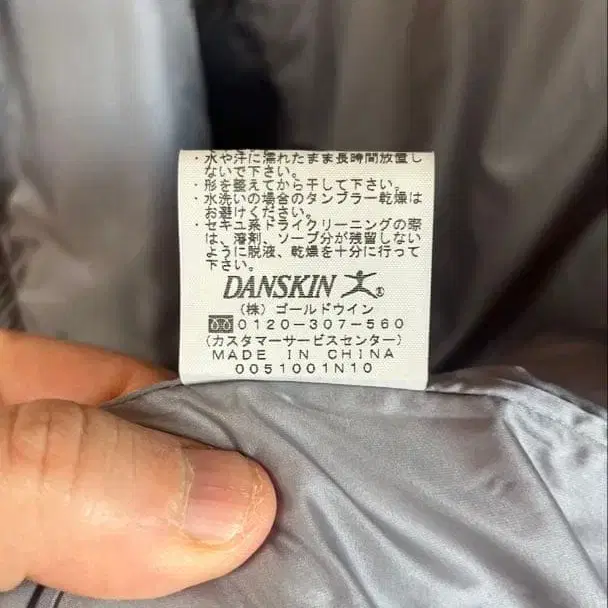 ・水や汗に濡れたまま長時間放置し
ないで下さい。
・形を整えてから干して下さい。
・水洗いの場合のタンブラー乾燥は
お避けください。
・セキユ系ドライクリーニングの際
は、溶剤、ソープ分が残留しない
ように脱液、乾燥を十分に行って
下さい。
DANSKIN ®
(株)ゴールドウイン
0120-307-560
(カスタマーサービスセンター)
MADE IN CHINA
0051001N10